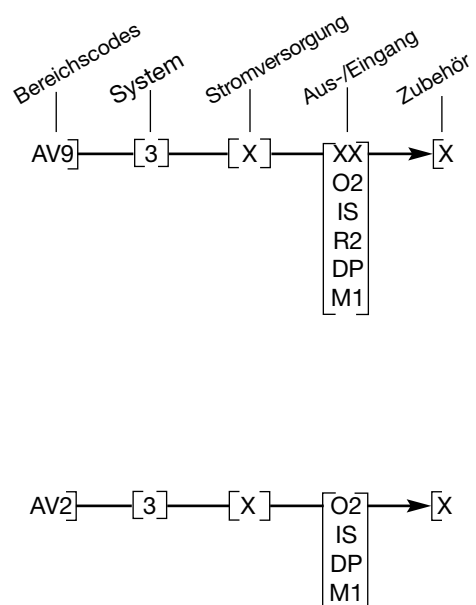 Bereichscodes System Stromversorgung Aus-/Eingang Zubehör
AV9] [3] [X] [XX [X
O2
IS
R2
DP
M1]
AV2] [3] [X] [O2 [X
IS
DP
M1